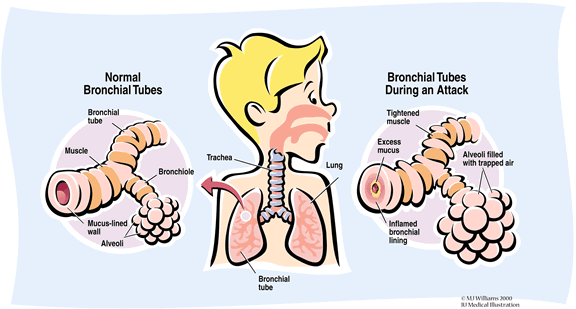 Normal
Bronchial Tubes
Bronchial
tube
Muscle
Bronchiole
Mucus-lined
wall
Alveoli
Trachea
Lung
Bronchial
tube
Bronchial Tubes
During an Attack
Tightened
muscle
Excess
mucus
Alveoli filled
with trapped air
Inflamed
bronchial
lining
© MJ Williams 2000
IU Medical Illustration